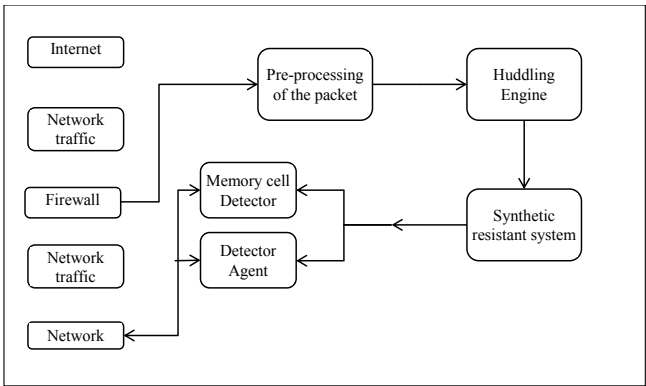 Internet
Network
traffic
Firewall
Network
traffic
Network
Pre-processing
of the packet
Huddling
Engine
Memory cell
Detector
Detector
Agent
Synthetic
resistant system